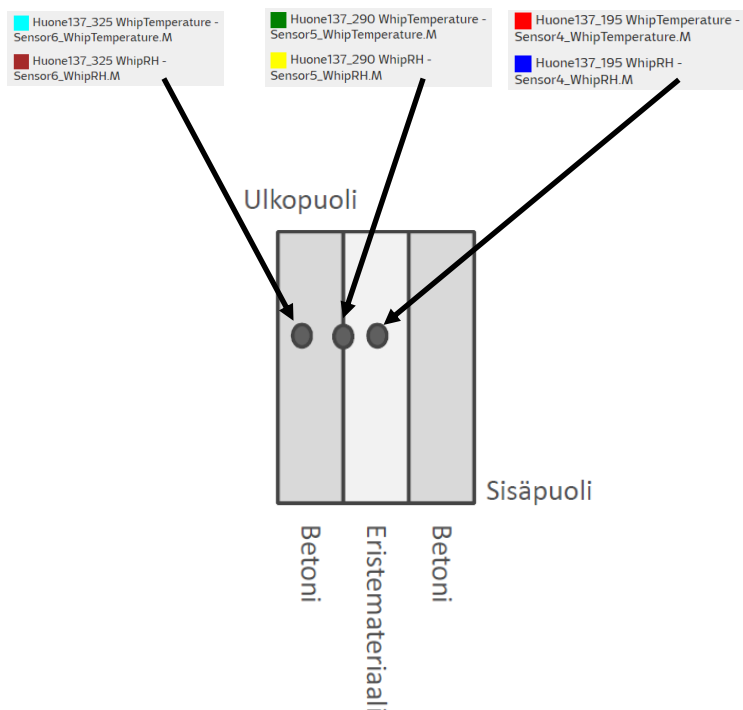 Huone137_325 WhipTemperature -
Sensor6_WhipTemperature.M
Huone137_325 WhipRH -
Sensor6_WhipRH.M
Huone137_290 WhipTemperature -
Sensor5_WhipTemperature.M
Huone137_290 WhipRH -
Sensor5_WhipRH.M
Huone137_195 WhipTemperature -
Sensor4_WhipTemperature.M
Huone137_195 WhipRH -
Sensor4_WhipRH.M
Ulkopuoli
Sisäpuoli
Betoni
Eristemateriaali
Betoni